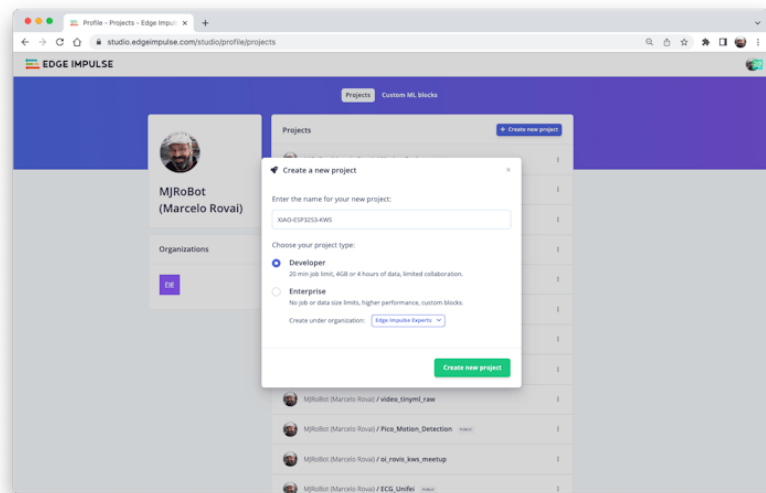 Profile - Projects - Edge Impul
studio.edgeimpulse.com/studio/profile/projects
EDGE IMPULSE
Projects
Custom ML blocks
Projects
+ Create new project
MJRoBot
(Marcelo Rovai)
Organizations
Create a new project
×
Enter the name for your new project:
XIAO-ESP32S3-KWS
Choose your project type:
Developer
20 min job limit, 4GB or 4 hours of data, limited collaboration.
Enterprise
No job or data size limits, higher performance, custom blocks.
Create under organization:
Edge Impulse Experts
Create new project
MJRoBot (Marcelo Rovai) / video_tinyml_raw
MJRoBot (Marcelo Rovai) / Pico_Motion_Detection PUBLIC
MJRoBot (Marcelo Rovai) / oi_rovis_kws_meetup
MJRoBot (Marcelo Rovai) / ECG_Unifei PUBLIC